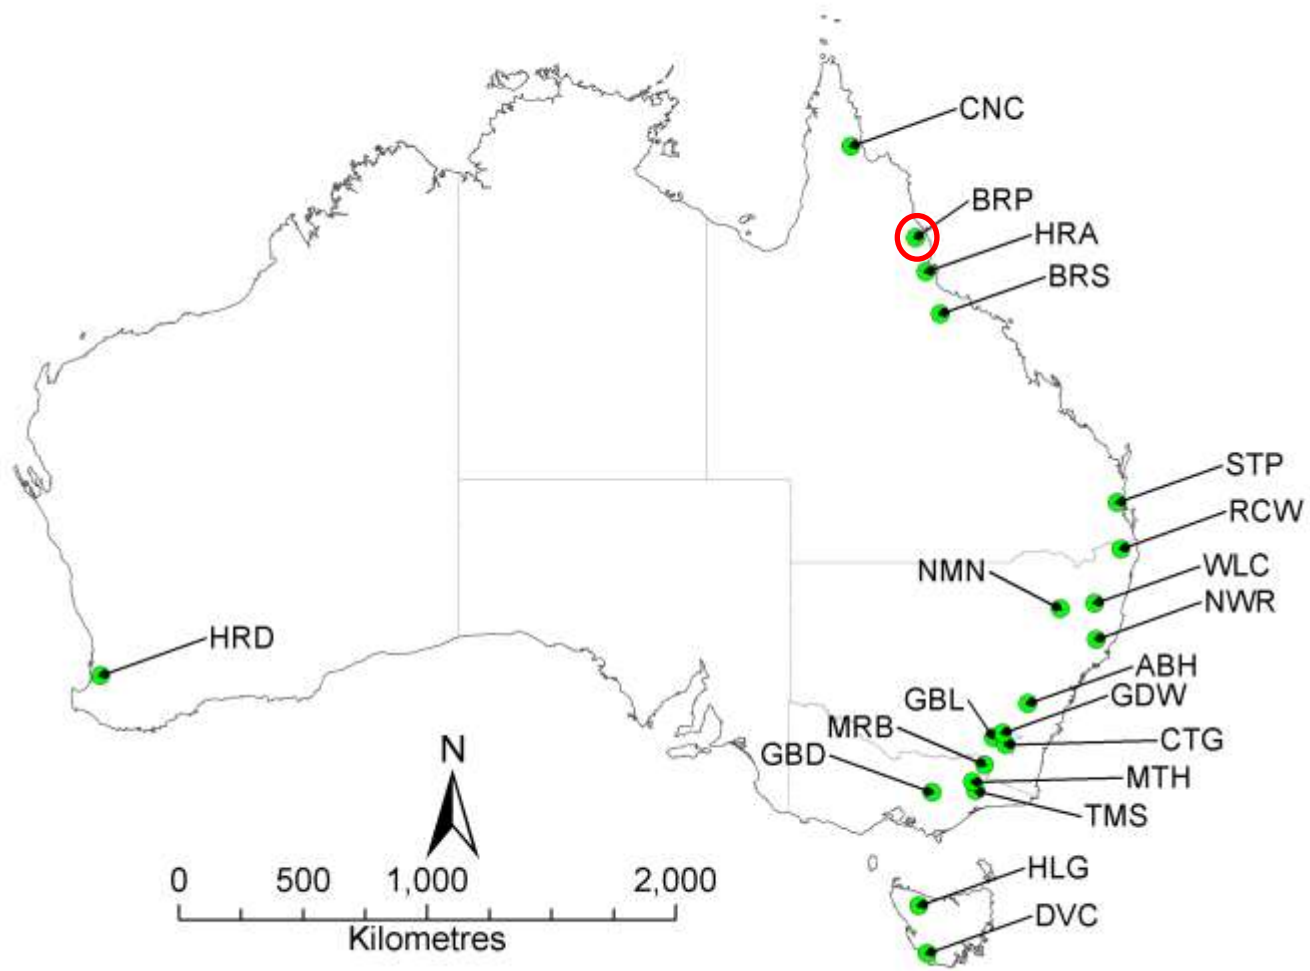 CNC
BRP
HRA
BRS
STP
RCW
NMN
WLC
NWR
HRD
ABH
GBL
GDW
MRB
CTG
GBD
MTH
TMS
N
0 500 1,000 2,000
Kilometres
HLG
DVC